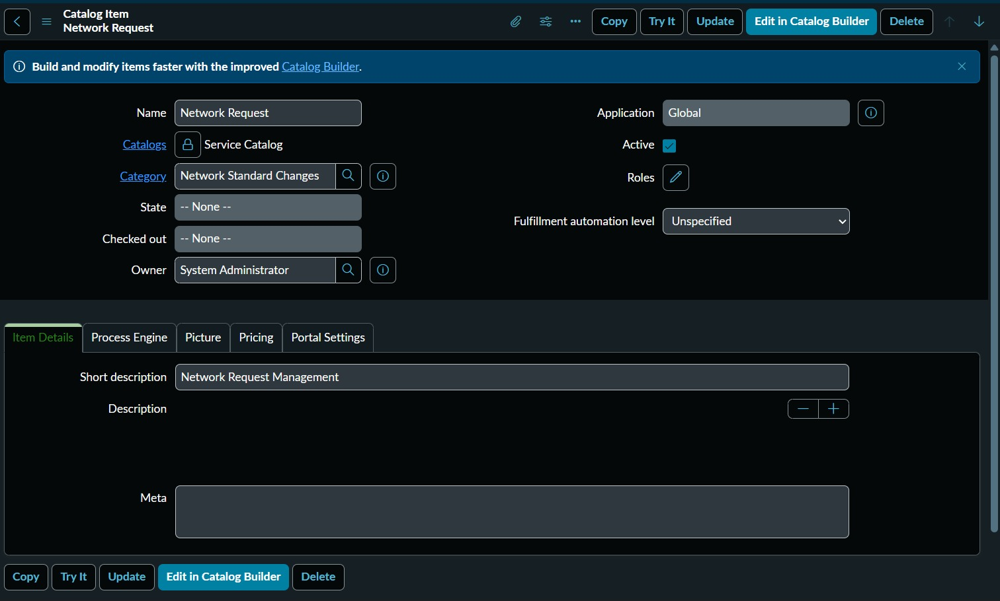 Catalog Item
Network Request
Copy
Try It
Update
Edit in Catalog Builder
Delete
Build and modify items faster with the improved Catalog Builder.
Name
Network Request
Application
Global
Catalogs
Service Catalog
Active
Category
Network Standard Changes
Roles
State
-- None --
Fulfillment automation level
Unspecified
Checked out
-- None --
Owner
System Administrator
Item Details
Process Engine
Picture
Pricing
Portal Settings
Short description
Network Request Management
Description
Meta
Copy
Try It
Update
Edit in Catalog Builder
Delete